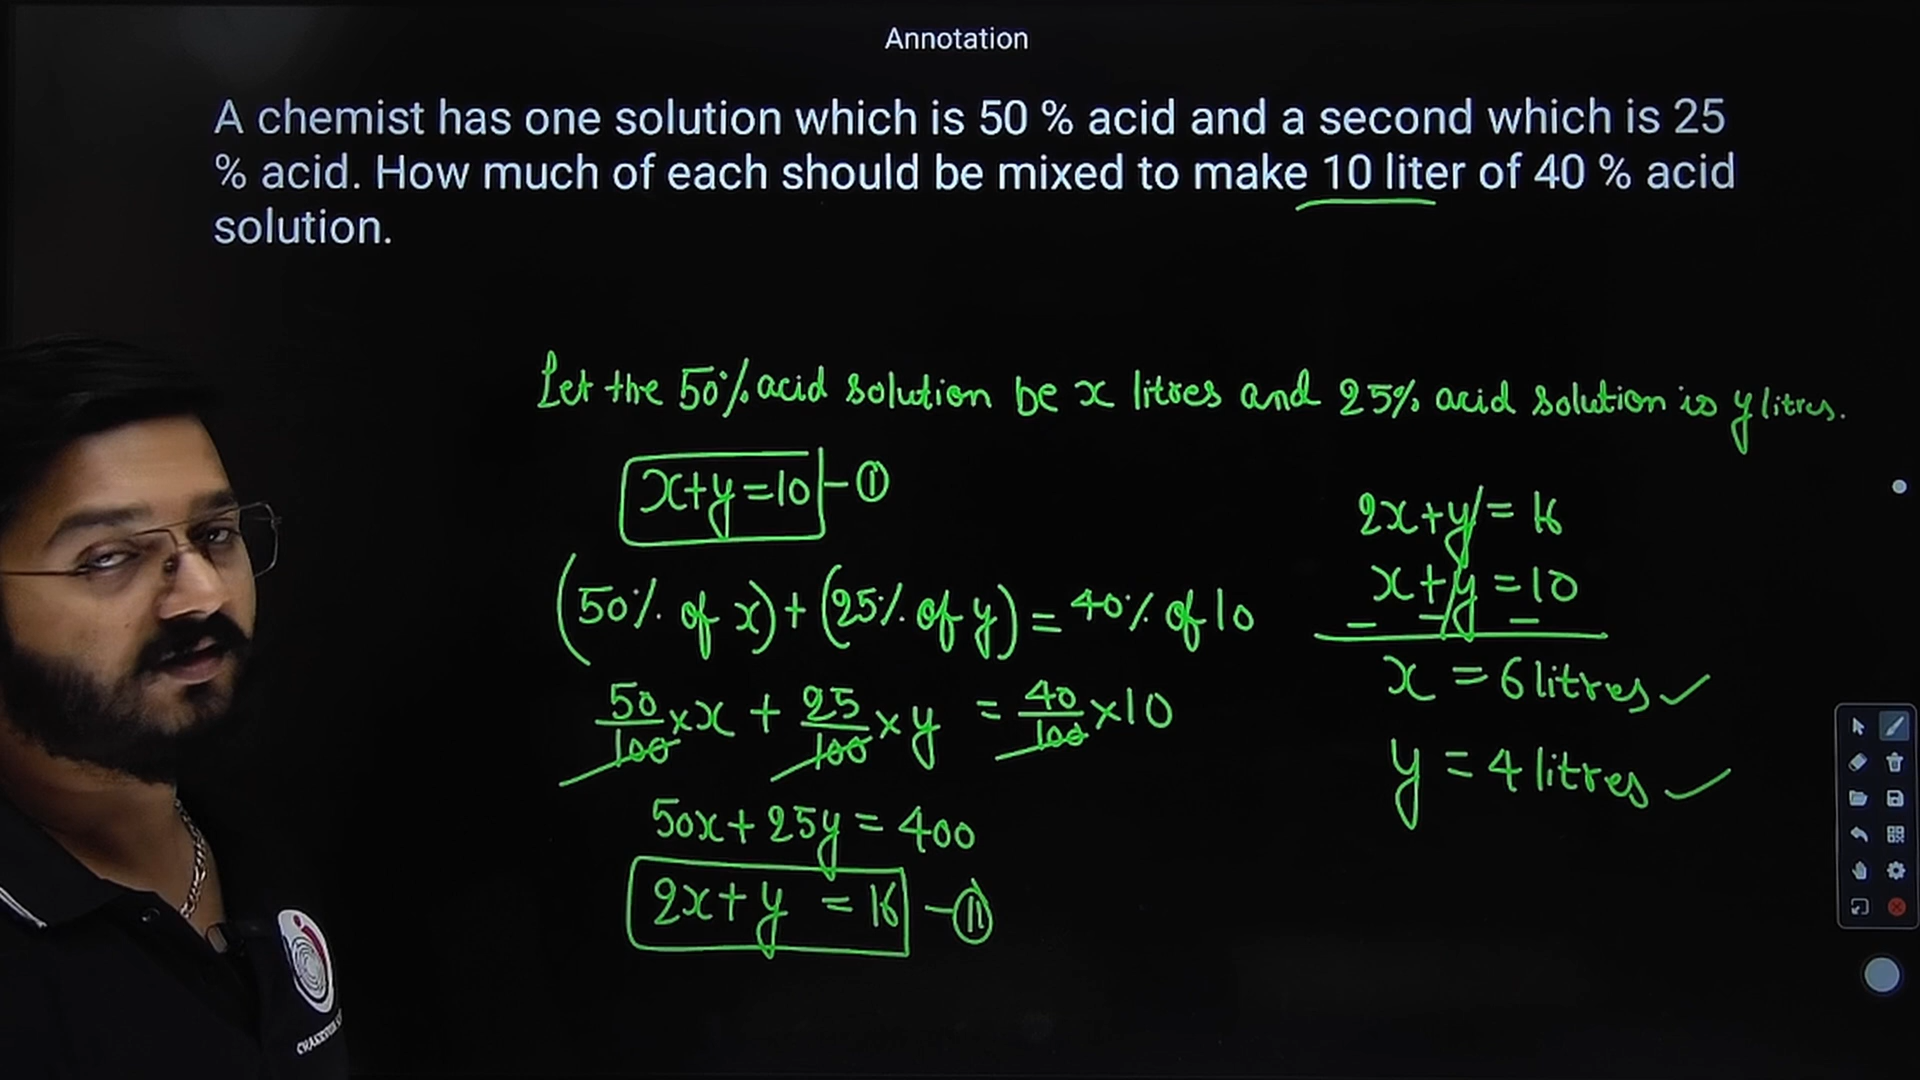 Annotation
A chemist has one solution which is 50 % acid and a second which is 25
% acid. How much of each should be mixed to make 10 liter of 40 % acid
solution.
Let the 50% acid solution be x litres and 25% acid solution is y litres.
x+y=10 - ①
(50% of x) + (25% of y) = 40% of 10
50/100 × x + 25/100 × y = 40/100 × 10
50x + 25y = 400
2x + y = 16 - ⑪
2x + y = 16
x + y = 10
- - -
x = 6 litres ✓
y = 4 litres ✓